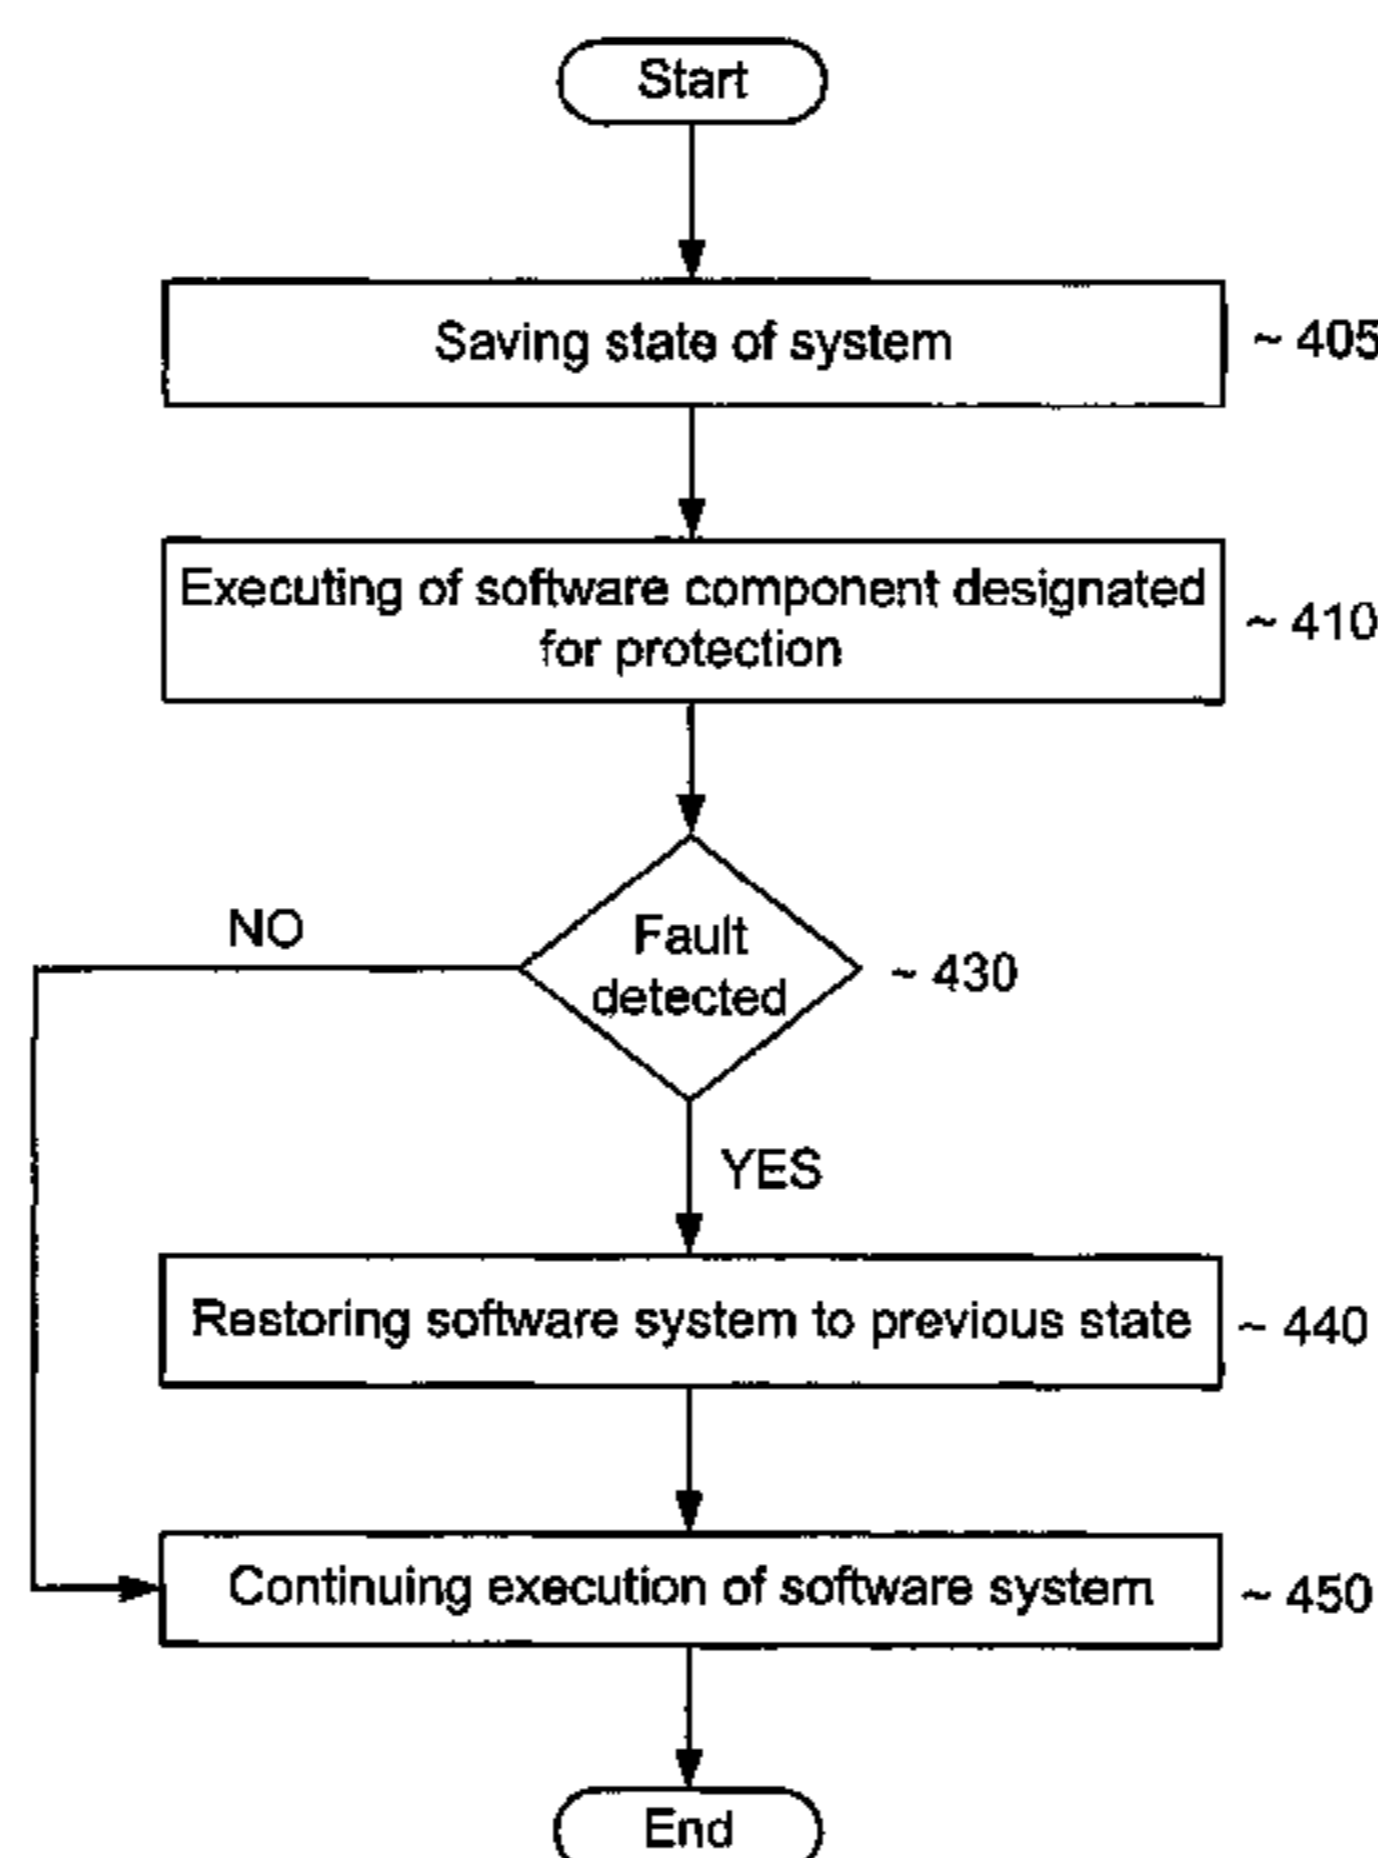 Start
Saving state of system
~ 405
Executing of software component designated
for protection
~ 410
Fault
detected
~ 430
NO
YES
Restoring software system to previous state
~ 440
Continuing execution of software system
~ 450
End